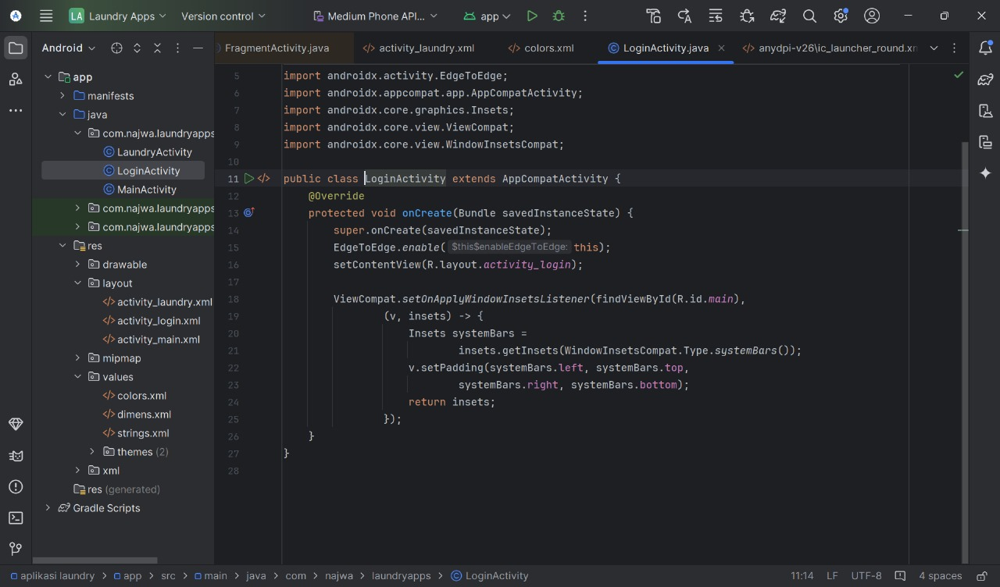 LA Laundry Apps Version control Medium Phone API... app
Android
FragmentActivity.java activity_laundry.xml colors.xml LoginActivity.java anydpi-v26\ic_launcher_round.xn
app
manifests
java
com.najwa.laundryapps
LaundryActivity
LoginActivity
MainActivity
com.najwa.laundryapps
com.najwa.laundryapps
res
drawable
layout
activity_laundry.xml
activity_login.xml
activity_main.xml
mipmap
values
colors.xml
dimens.xml
strings.xml
themes (2)
xml
res (generated)
Gradle Scripts
5 import androidx.activity.EdgeToEdge;
6 import androidx.appcompat.app.AppCompatActivity;
7 import androidx.core.graphics.Insets;
8 import androidx.core.view.ViewCompat;
9 import androidx.core.view.WindowInsetsCompat;
10
11 public class LoginActivity extends AppCompatActivity {
12 @Override
13 protected void onCreate(Bundle savedInstanceState) {
14 super.onCreate(savedInstanceState);
15 EdgeToEdge.enable( $this$enableEdgeToEdge: this);
16 setContentView(R.layout.activity_login);
17
18 ViewCompat.setOnApplyWindowInsetsListener(findViewById(R.id.main),
19 (v, insets) -> {
20 Insets systemBars =
21 insets.getInsets(WindowInsetsCompat.Type.systemBars());
22 v.setPadding(systemBars.left, systemBars.top,
23 systemBars.right, systemBars.bottom);
24 return insets;
25 });
26 }
27 }
28
aplikasi laundry > app > src > main > java > com > najwa > laundryapps > LoginActivity 11:14 LF UTF-8 4 spaces